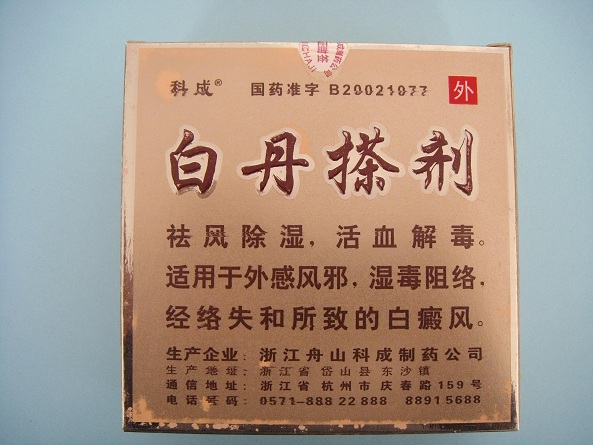 科成® 国药准字 B20021077 外
白丹搽剂
祛风除湿，活血解毒。
适用于外感风邪，湿毒阻络，
经络失和所致的白癜风。
生产企业：浙江舟山科成制药公司
生产地址：浙江省岱山县东沙镇
通信地址：浙江省杭州市庆春路159号
电话号码：0571-88822888 88915688